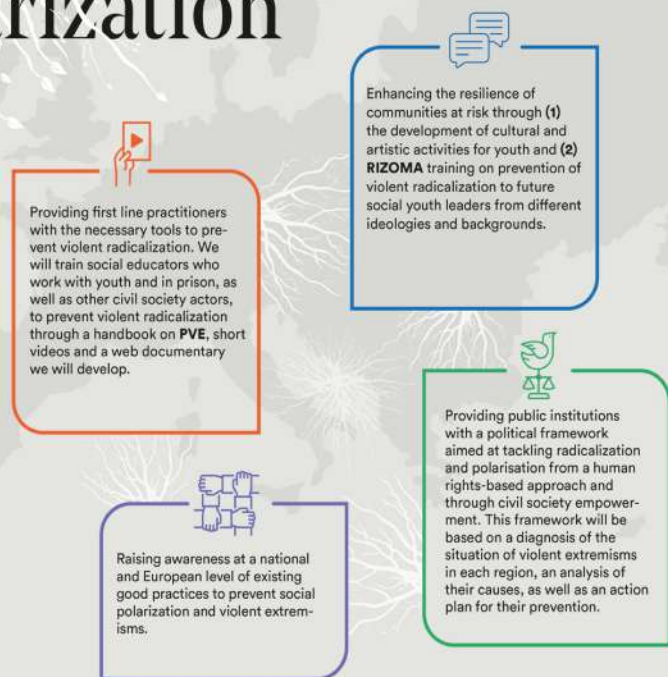 Enhancing the resilience of
communities at risk through (1)
the development of cultural and
artistic activities for youth and (2)
RIZOMA training on prevention of
violent radicalization to future
social youth leaders from different
ideologies and backgrounds.
Providing first line practitioners
with the necessary tools to pre-
vent violent radicalization. We
will train social educators who
work with youth and in prison, as
well as other civil society actors,
to prevent violent radicalization
through a handbook on PVE, short
videos and a web documentary
we will develop.
Providing public institutions
with a political framework
aimed at tackling radicalization
and polarisation from a human
rights-based approach and
through civil society empower-
ment. This framework will be
based on a diagnosis of the
situation of violent extremisms
in each region, an analysis of
their causes, as well as an action
plan for their prevention.
Raising awareness at a national
and European level of existing
good practices to prevent social
polarization and violent extrem-
isms.